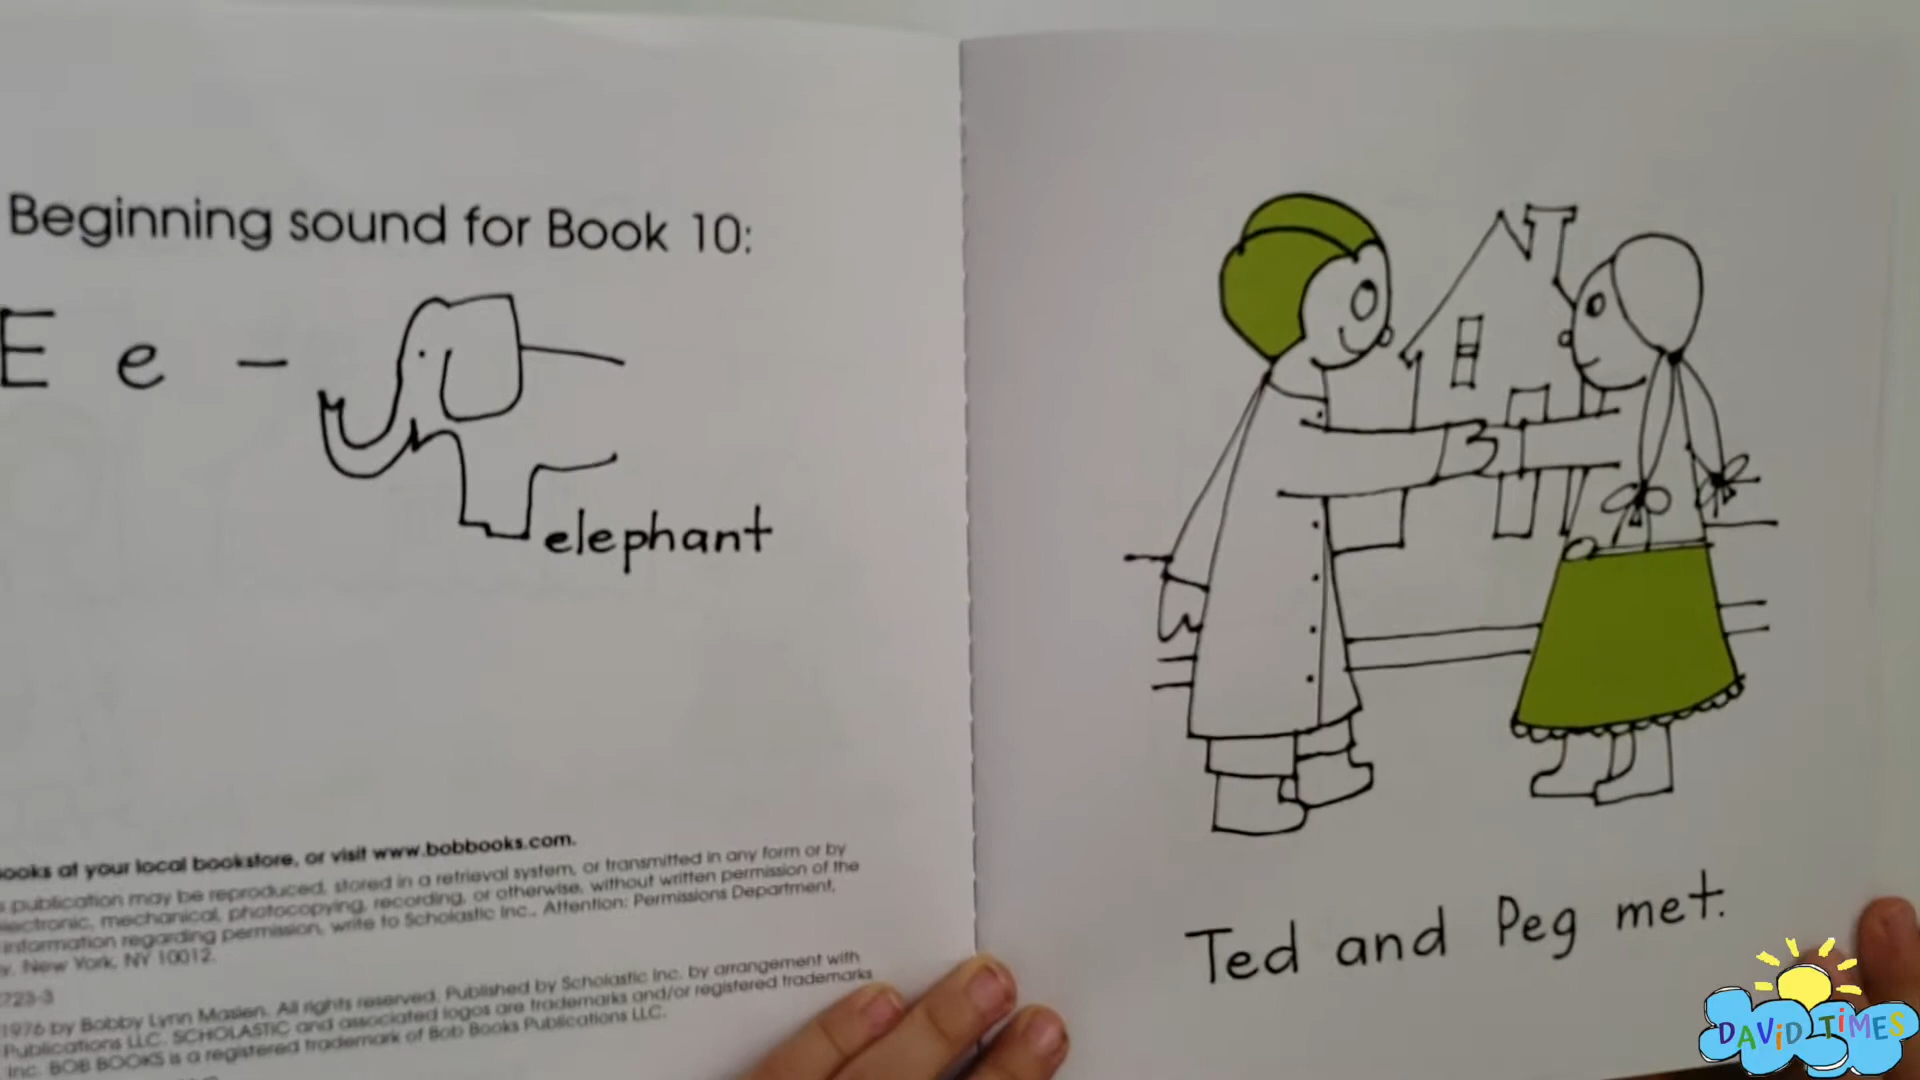 Beginning sound for Book 10:
E e -
elephant
ooks at your local bookstore, or visit www.bobbooks.com.
s publication may be reproduced, stored in a retrieval system, or transmitted in any form or by
lectronic, mechanical, photocopying, recording, or otherwise, without written permission of the
information regarding permission, write to Scholastic Inc., Attention: Permissions Department,
y, New York, NY 10012.
723-3
1976 by Bobby Lynn Maslen. All rights reserved. Published by Scholastic Inc. by arrangement with
Publications LLC. SCHOLASTIC and associated logos are trademarks and/or registered trademarks
Inc. BOB BOOKS is a registered trademark of Bob Books Publications LLC.
Ted and Peg met.
DAVID TIMES